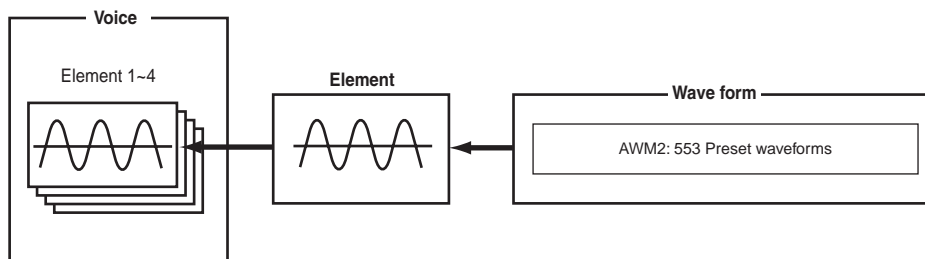 Voice
Element 1~4
Element
Wave form
AWM2: 553 Preset waveforms